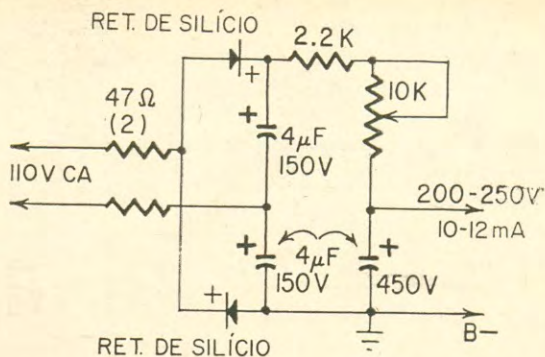 RET. DE SILÍCIO
+
2.2 K
47Ω
(2)
10K
+
4µF
150V
110V CA
200-250V
10-12mA
+
4µF
150V
+
450V
+
B-
RET. DE SILÍCIO